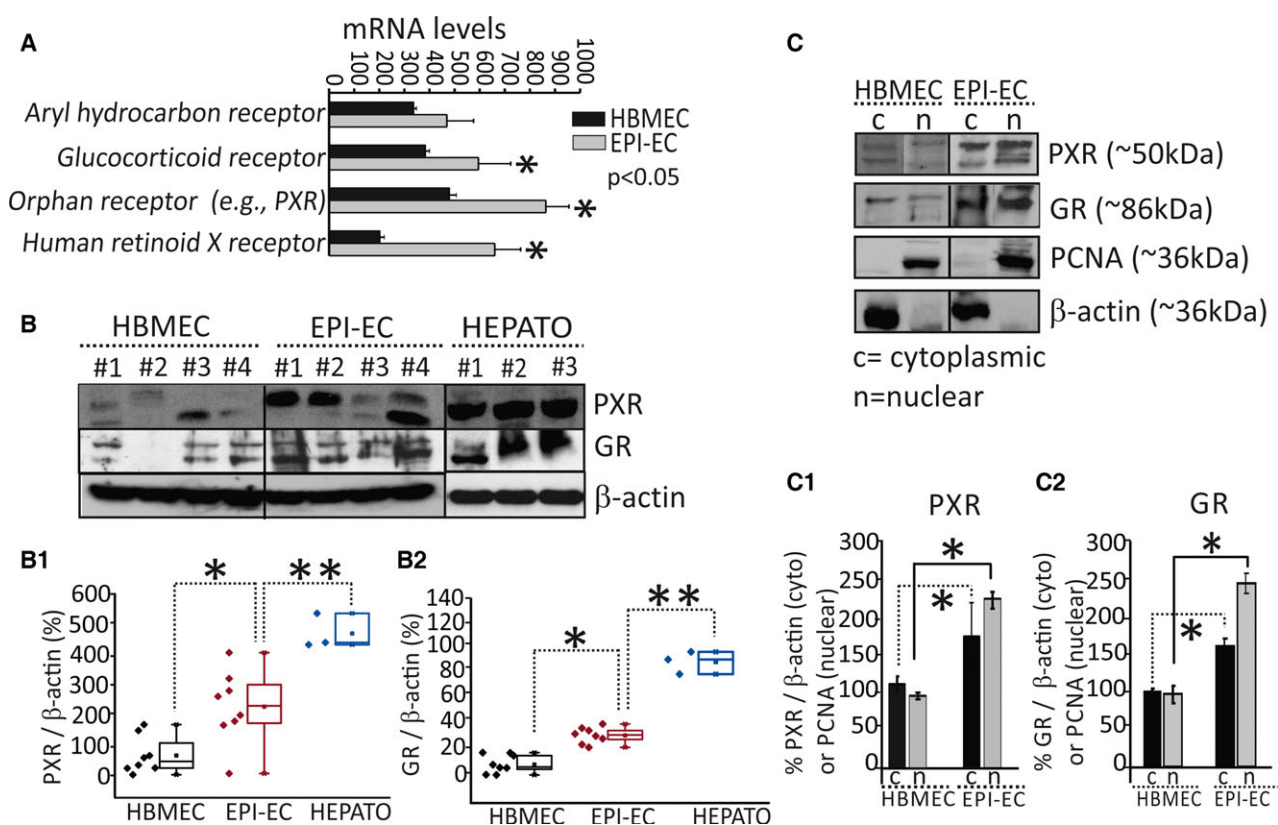 A
mRNA levels
0 100 200 300 400 500 600 700 800 900 1000
Aryl hydrocarbon receptor
Glucocorticoid receptor
Orphan receptor (e.g., PXR)
Human retinoid X receptor
HBMEC
EPI-EC
p<0.05
*
*
*
B
HBMEC EPI-EC HEPATO
#1 #2 #3 #4 #1 #2 #3 #4 #1 #2 #3
PXR
GR
β-actin
B1
PXR / β-actin (%)
600
500
400
300
200
100
0
* **
HBMEC EPI-EC HEPATO
B2
GR / β-actin (%)
140
120
100
80
60
40
20
0
* **
HBMEC EPI-EC HEPATO
C
HBMEC EPI-EC
c n c n
PXR (~50kDa)
GR (~86kDa)
PCNA (~36kDa)
β-actin (~36kDa)
c= cytoplasmic
n=nuclear
C1
PXR
% PXR / β-actin (cyto)
or PCNA (nuclear)
300
250
200
150
100
50
0
*
*
c n c n
HBMEC EPI-EC
C2
GR
% GR / β-actin (cyto)
or PCNA (nuclear)
300
250
200
150
100
50
0
*
*
c n c n
HBMEC EPI-EC